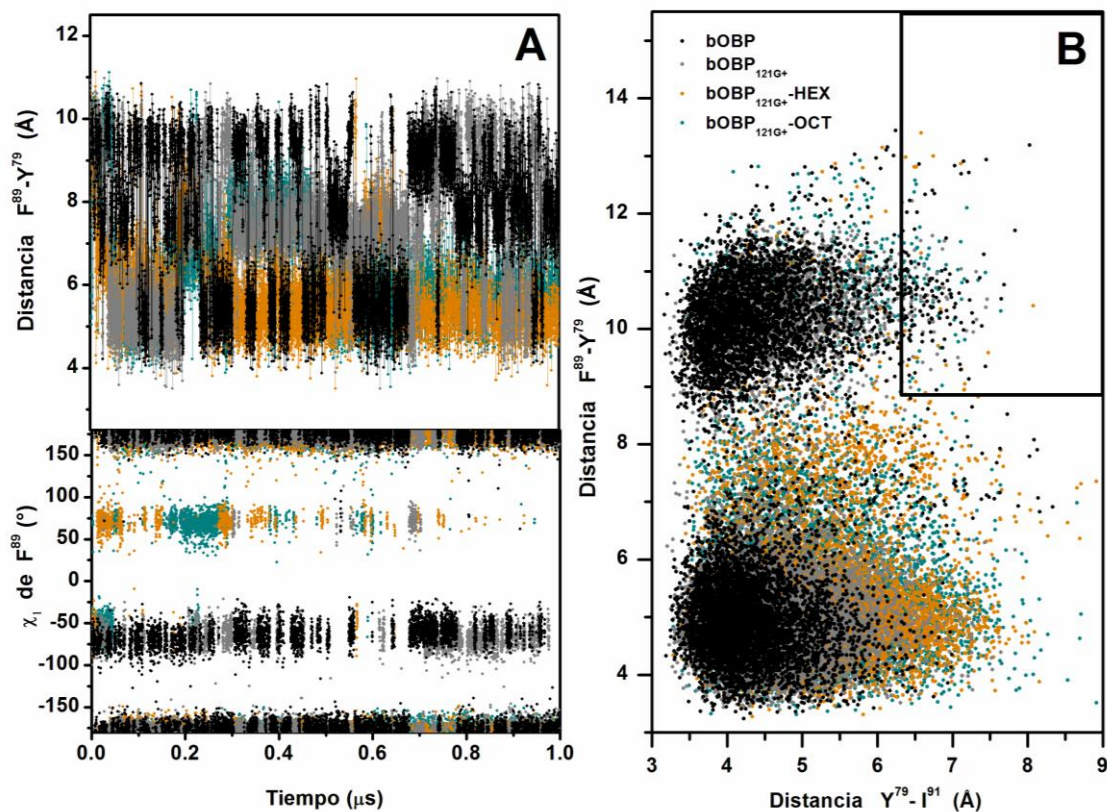 A
Distancia F⁸⁹-Y⁷⁹ (Å)
12
10
8
6
4
χ₁ de F⁸⁹ (°)
150
100
50
0
-50
-100
-150
0.0 0.2 0.4 0.6 0.8 1.0
Tiempo (μs)
B
bOBP
bOBP₁₂₁G₊
bOBP₁₂₁G₊-HEX
bOBP₁₂₁G₊-OCT
Distancia F⁸⁹-Y⁷⁹ (Å)
14
12
10
8
6
4
3 4 5 6 7 8 9
Distancia Y⁷⁹- I⁹¹ (Å)